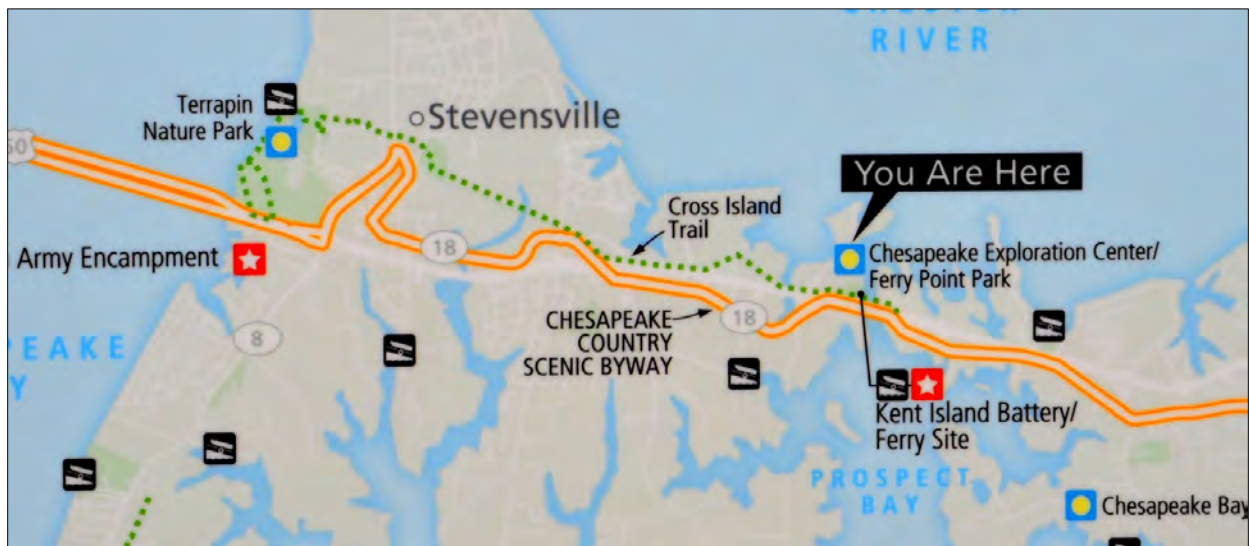 RIVER
Terrapin
Nature Park
Stevensville
50
You Are Here
Cross Island
Trail
18
Chesapeake Exploration Center/
Ferry Point Park
Army Encampment
8
CHESAPEAKE
COUNTRY
SCENIC BYWAY
18
Kent Island Battery/
Ferry Site
PROSPECT
BAY
Chesapeake Bay